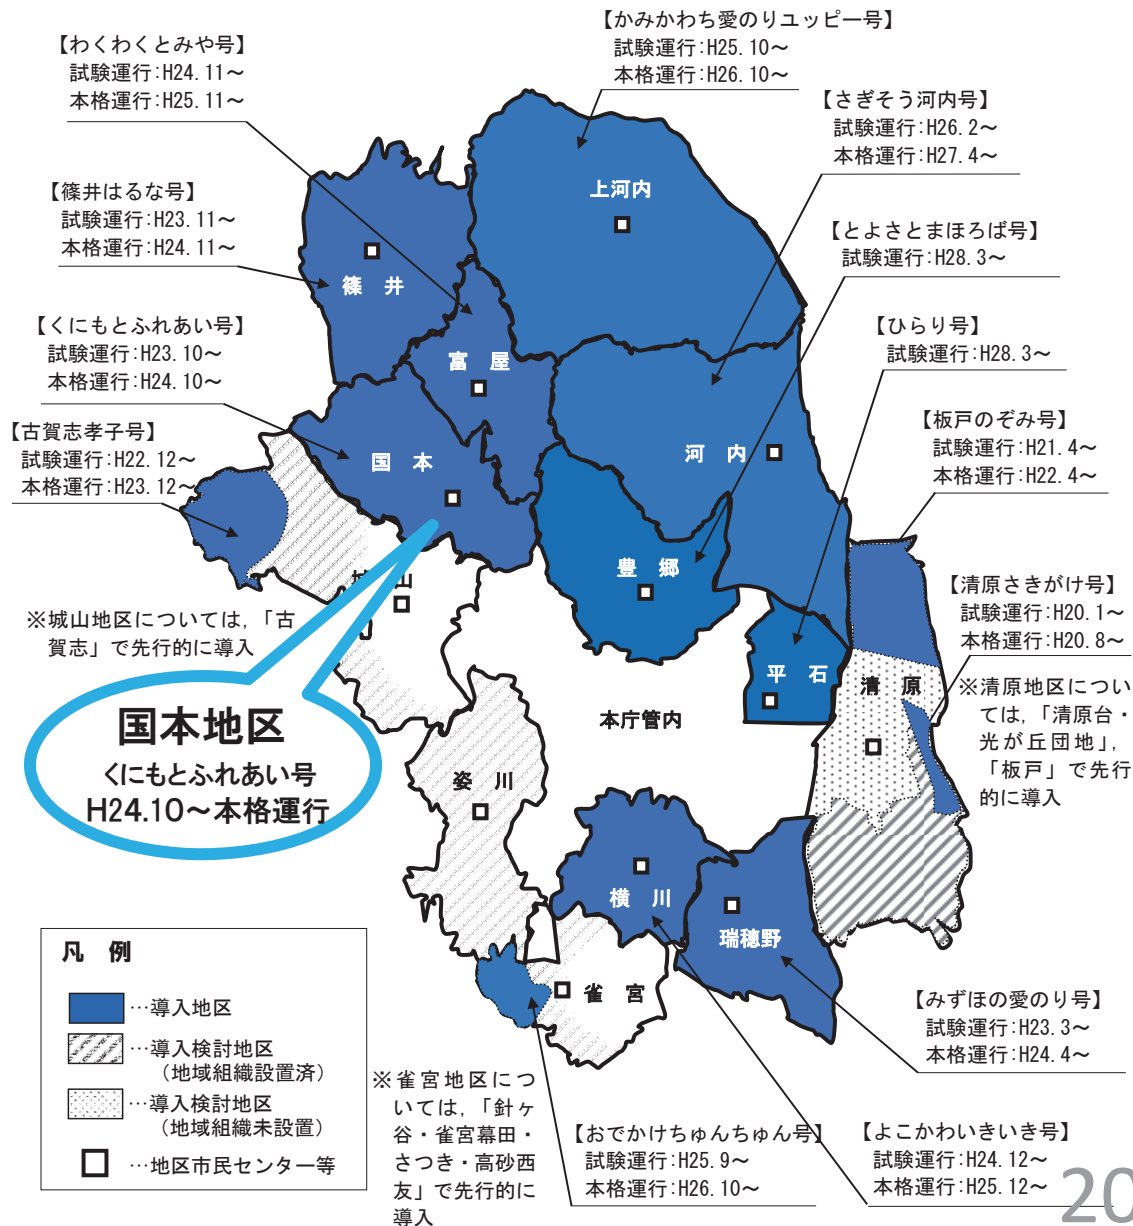 【かみかわち愛のりユッピー号】
試験運行:H25.10～
本格運行:H26.10～
【わくわくとみや号】
試験運行:H24.11～
本格運行:H25.11～
【さぎそう河内号】
試験運行:H26.2～
本格運行:H27.4～
【篠井はるな号】
試験運行:H23.11～
本格運行:H24.11～
【とよさとまほろば号】
試験運行:H28.3～
【くにもとふれあい号】
試験運行:H23.10～
本格運行:H24.10～
【ひらり号】
試験運行:H28.3～
【古賀志孝子号】
試験運行:H22.12～
本格運行:H23.12～
【板戸のぞみ号】
試験運行:H21.4～
本格運行:H22.4～
上河内
篠 井
富 屋
国 本
河 内
豊 郷
城 山
平 石
清 原
本庁管内
姿 川
横 川
瑞穂野
雀 宮
※城山地区については,「古
賀志」で先行的に導入
【清原さきがけ号】
試験運行:H20.1～
本格運行:H20.8～
※清原地区につい
ては,「清原台・
光が丘団地」,
「板戸」で先行
的に導入
国本地区
くにもとふれあい号
H24.10～本格運行
凡 例
…導入地区
…導入検討地区
（地域組織設置済）
…導入検討地区
（地域組織未設置）
…地区市民センター等
※雀宮地区につ
いては,「針ヶ
谷・雀宮幕田・
さつき・高砂西
友」で先行的に
導入
【みずほの愛のり号】
試験運行:H23.3～
本格運行:H24.4～
【おでかけちゅんちゅん号】
試験運行:H25.9～
本格運行:H26.10～
【よこかわいきいき号】
試験運行:H24.12～
本格運行:H25.12～
20